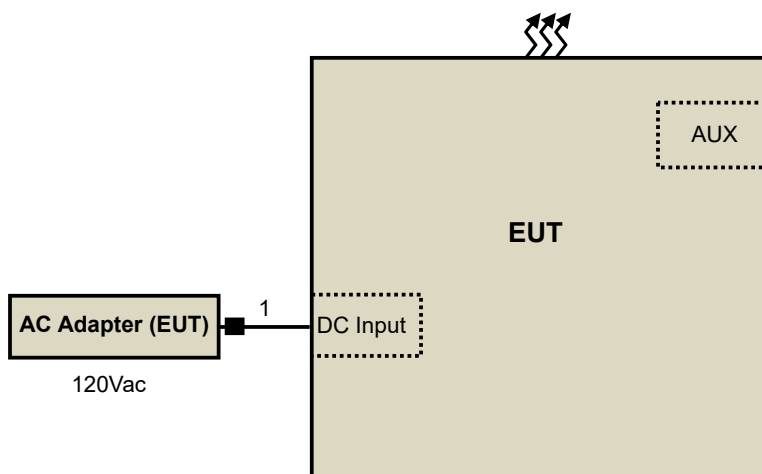 AUX
EUT
1
AC Adapter (EUT)
DC Input
120Vac